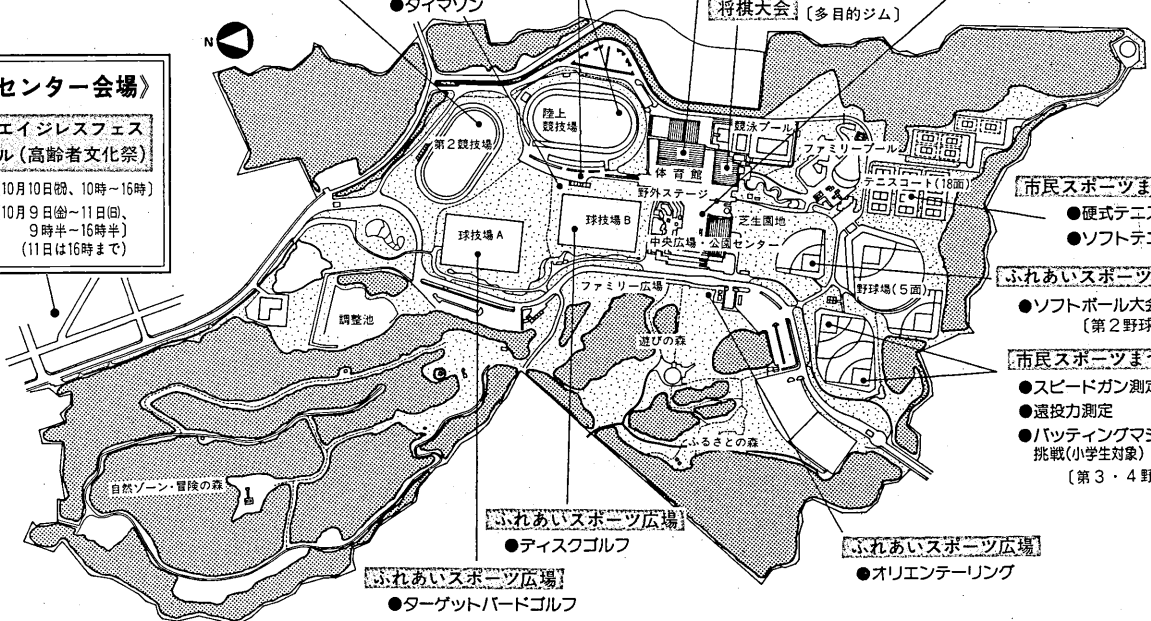 ●タイマソン
将棋大会〔多目的ジム〕
N
センター会場》
エイジレスフェス
ル(高齢者文化祭)
10月10日㈷、10時～16時〕
10月9日㈮～11日㈰、
9時半～16時半〕
(11日は16時まで)
陸上
競技場
第2競技場
競泳プール
ファミリープール
体育館
野外ステージ
テニスコート(18面)
芝生園地
球技場A
球技場B
中央広場・公園センター
ファミリー広場
野球場(5面)
調整池
遊びの森
ふるさとの森
自然ゾーン・冒険の森
市民スポーツま
●硬式テニス
●ソフトテニ
ふれあいスポーツ
●ソフトボール大会
〔第2野球
市民スポーツま
●スピードガン測定
●遠投力測定
●バッティングマシ
挑戦(小学生対象)
〔第3・4野
ふれあいスポーツ広場
●ディスクゴルフ
ふれあいスポーツ広場
●オリエンテーリング
ふれあいスポーツ広場
●ターゲットバードゴルフ